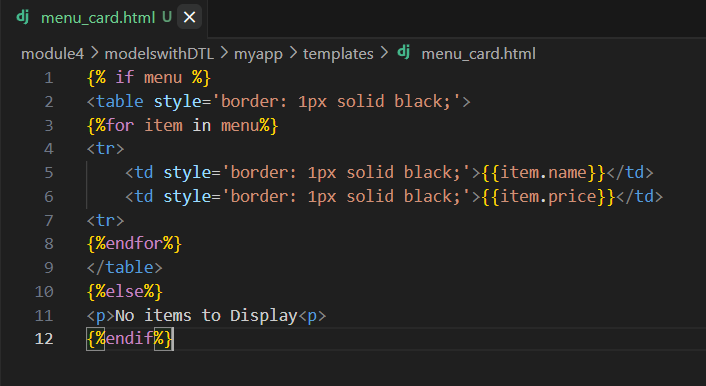 dj menu_card.html U ×
module4 > modelswithDTL > myapp > templates > dj menu_card.html
1 {% if menu %}
2 <table style='border: 1px solid black;'>
3 {%for item in menu%}
4 <tr>
5     <td style='border: 1px solid black;'>{{item.name}}</td>
6     <td style='border: 1px solid black;'>{{item.price}}</td>
7 <tr>
8 {%endfor%}
9 </table>
10 {%else%}
11 <p>No items to Display<p>
12 {%endif%}